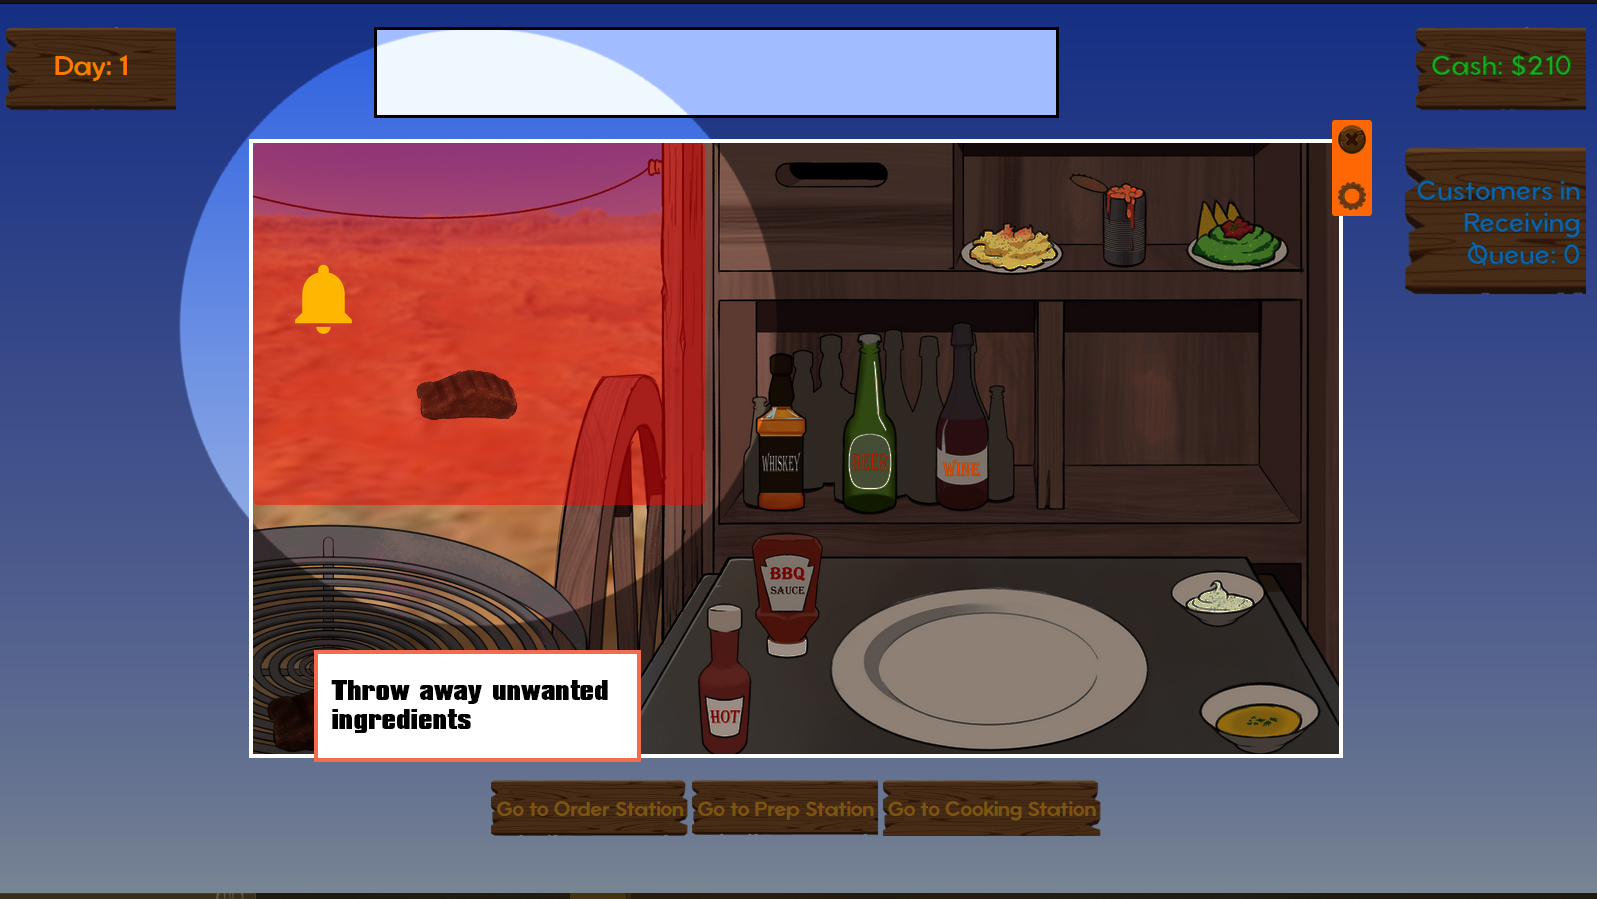 Day: 1
Cash: $210
Customers in
Receiving
Queue: 0
WHISKEY
BEER
WINE
BBQ
SAUCE
HOT
Throw away unwanted
ingredients
Go to Order Station
Go to Prep Station
Go to Cooking Station